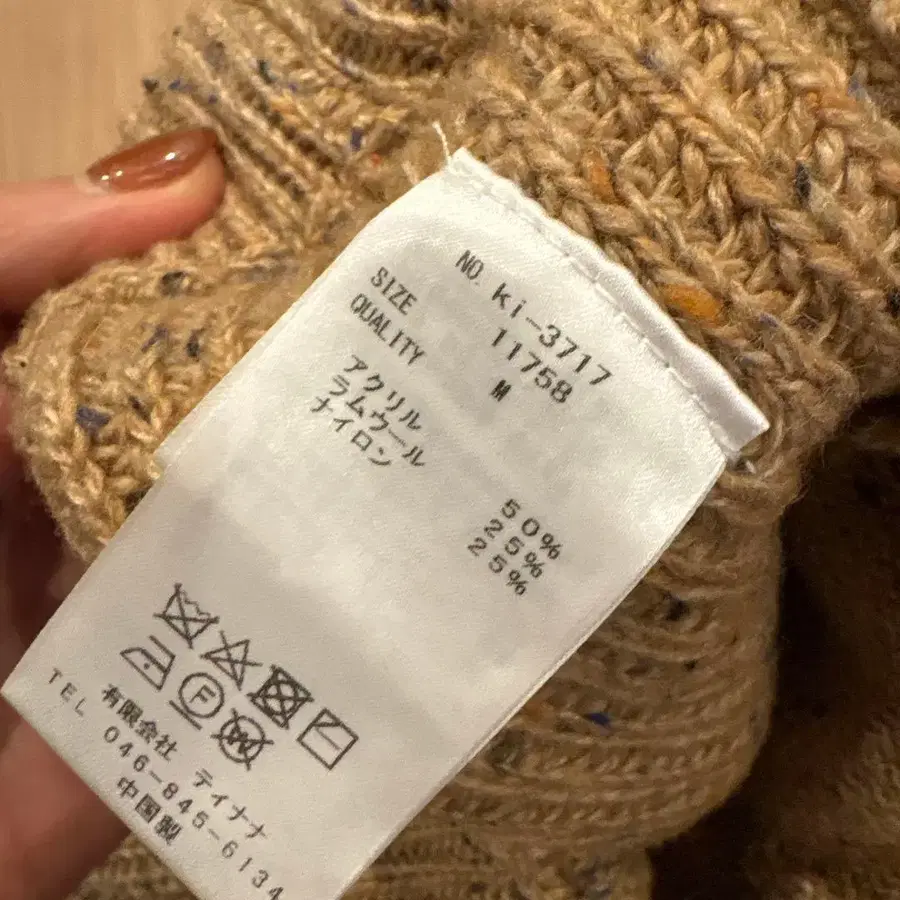 NO. ki-3717
11758
SIZE M
QUALITY
アクリル 50%
ラムウール 25%
ナイロン 25%
F
W
有限会社 ティナナ
TEL 046-845-6134
中国製